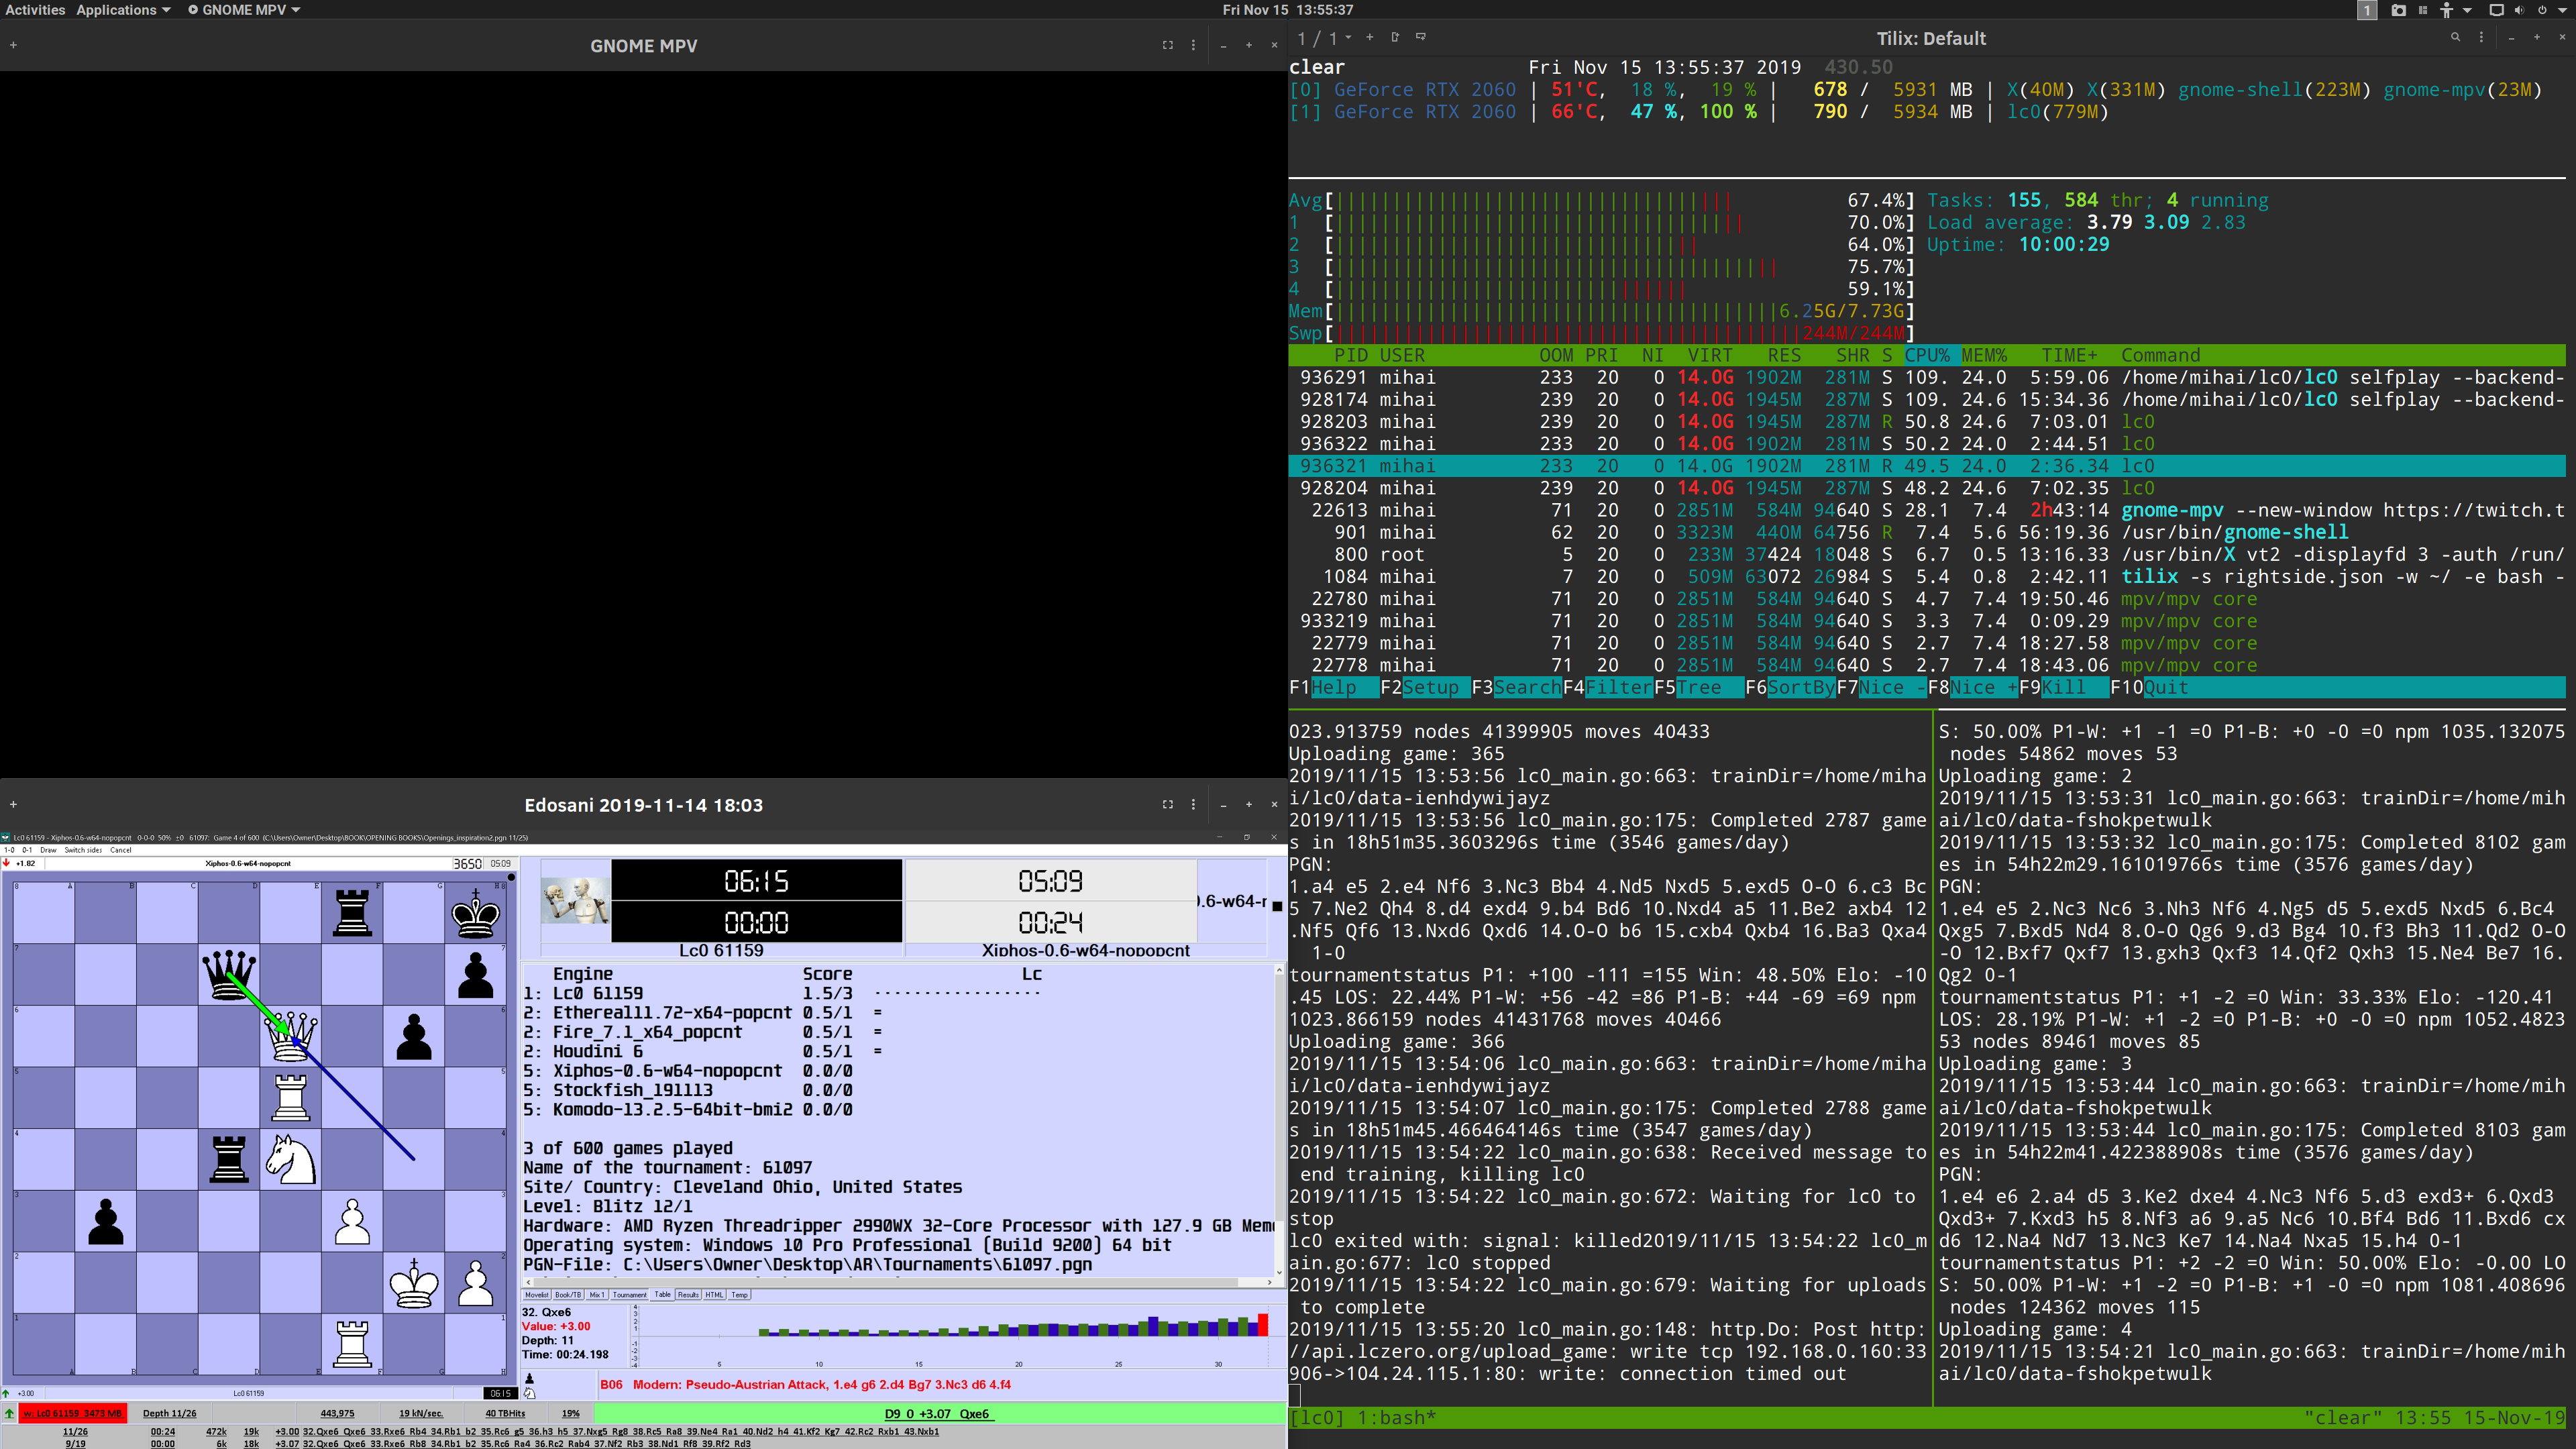 Activities Applications GNOME MPV Fri Nov 15 13:55:37 1
GNOME MPV
Edosani 2019-11-14 18:03
Lc0 61159 - Xiphos-0.6-w64-nopopcnt 0-0-0 50% ±0 61097: Game 4 of 600 (C:\Users\Owner\Desktop\BOOK\OPENING BOOKS\Openings_inspiration2.pgn 11/25)
1-0 0-1 Draw Switch sides Cancel
+1.82 Xiphos-0.6-w64-nopopcnt 3650 05:09
06:15 05:09
00:00 00:24
Lc0 61159 Xiphos-0.6-w64-nopopcnt
Engine Score Lc
1: Lc0 61159 1.5/3 - - - - - - - - - - - - - - - - -
2: Ethereal11.72-x64-popcnt 0.5/1 =
2: Fire_7.1_x64_popcnt 0.5/1 =
2: Houdini 6 0.5/1 =
5: Xiphos-0.6-w64-nopopcnt 0.0/0
5: Stockfish_191113 0.0/0
5: Komodo-13.2.5-64bit-bmi2 0.0/0
3 of 600 games played
Name of the tournament: 61097
Site/ Country: Cleveland Ohio, United States
Level: Blitz 12/1
Hardware: AMD Ryzen Threadripper 2990WX 32-Core Processor with 127.9 GB Mem
Operating system: Windows 10 Pro Professional (Build 9200) 64 bit
PGN-File: C:\Users\Owner\Desktop\AR\Tournaments\61097.pgn
Movelist Book/TB Mix 1 Tournament Table Results HTML Temp
32. Qxe6
Value: +3.00
Depth: 11
Time: 00:24.198
5 10 15 20 25 30
B06 Modern: Pseudo-Austrian Attack, 1.e4 g6 2.d4 Bg7 3.Nc3 d6 4.f4
+3.00 Lc0 61159 06:15
w: Lc0 61159, 3473 MB Depth 11/26 443,975 19 kN/sec. 40 TBHits 19% D9 0 +3.07 Qxe6
11/26 00:24 472k 19k +3.00 32.Qxe6 Qxe6 33.Rxe6 Rb4 34.Rb1 b2 35.Rc6 g5 36.h3 h5 37.Nxg5 Rg8 38.Rc5 Ra8 39.Ne4 Ra1 40.Nd2 h4 41.Kf2 Kg7 42.Rc2 Rxb1 43.Nxb1
9/19 00:00 6k 18k +3.07 32.Qxe6 Qxe6 33.Rxe6 Rb8 34.Rb1 b2 35.Rc6 Ra4 36.Rc2 Rab4 37.Nf2 Rb3 38.Nd1 Rf8 39.Rf2 Rd3
1 / 1 Tilix: Default
clear Fri Nov 15 13:55:37 2019 430.50
[0] GeForce RTX 2060 | 51'C, 18 %, 19 % | 678 / 5931 MB | X(40M) X(331M) gnome-shell(223M) gnome-mpv(23M)
[1] GeForce RTX 2060 | 66'C, 47 %, 100 % | 790 / 5934 MB | lc0(779M)
Avg[ 67.4%] Tasks: 155, 584 thr; 4 running
1 [ 70.0%] Load average: 3.79 3.09 2.83
2 [ 64.0%] Uptime: 10:00:29
3 [ 75.7%]
4 [ 59.1%]
Mem[ 6.25G/7.73G]
Swp[ 244M/244M]
PID USER OOM PRI NI VIRT RES SHR S CPU% MEM% TIME+ Command
936291 mihai 233 20 0 14.0G 1902M 281M S 109. 24.0 5:59.06 /home/mihai/lc0/lc0 selfplay --backend-
928174 mihai 239 20 0 14.0G 1945M 287M S 109. 24.6 15:34.36 /home/mihai/lc0/lc0 selfplay --backend-
928203 mihai 239 20 0 14.0G 1945M 287M R 50.8 24.6 7:03.01 lc0
936322 mihai 233 20 0 14.0G 1902M 281M S 50.2 24.0 2:44.51 lc0
936321 mihai 233 20 0 14.0G 1902M 281M R 49.5 24.0 2:36.34 lc0
928204 mihai 239 20 0 14.0G 1945M 287M S 48.2 24.6 7:02.35 lc0
22613 mihai 71 20 0 2851M 584M 94640 S 28.1 7.4 2h43:14 gnome-mpv --new-window https://twitch.t
901 mihai 62 20 0 3323M 440M 64756 R 7.4 5.6 56:19.36 /usr/bin/gnome-shell
800 root 5 20 0 233M 37424 18048 S 6.7 0.5 13:16.33 /usr/bin/X vt2 -displayfd 3 -auth /run/
1084 mihai 7 20 0 509M 63072 26984 S 5.4 0.8 2:42.11 tilix -s rightside.json -w ~/ -e bash -
22780 mihai 71 20 0 2851M 584M 94640 S 4.7 7.4 19:50.46 mpv/mpv core
933219 mihai 71 20 0 2851M 584M 94640 S 3.3 7.4 0:09.29 mpv/mpv core
22779 mihai 71 20 0 2851M 584M 94640 S 2.7 7.4 18:27.58 mpv/mpv core
22778 mihai 71 20 0 2851M 584M 94640 S 2.7 7.4 18:43.06 mpv/mpv core
F1Help F2Setup F3SearchF4FilterF5Tree F6SortByF7Nice -F8Nice +F9Kill F10Quit
023.913759 nodes 41399905 moves 40433
Uploading game: 365
2019/11/15 13:53:56 lc0_main.go:663: trainDir=/home/miha
i/lc0/data-ienhdywijayz
2019/11/15 13:53:56 lc0_main.go:175: Completed 2787 game
s in 18h51m35.3603296s time (3546 games/day)
PGN:
1.a4 e5 2.e4 Nf6 3.Nc3 Bb4 4.Nd5 Nxd5 5.exd5 O-O 6.c3 Bc
5 7.Ne2 Qh4 8.d4 exd4 9.b4 Bd6 10.Nxd4 a5 11.Be2 axb4 12
.Nf5 Qf6 13.Nxd6 Qxd6 14.O-O b6 15.cxb4 Qxb4 16.Ba3 Qxa4
1-0
tournamentstatus P1: +100 -111 =155 Win: 48.50% Elo: -10
.45 LOS: 22.44% P1-W: +56 -42 =86 P1-B: +44 -69 =69 npm
1023.866159 nodes 41431768 moves 40466
Uploading game: 366
2019/11/15 13:54:06 lc0_main.go:663: trainDir=/home/miha
i/lc0/data-ienhdywijayz
2019/11/15 13:54:07 lc0_main.go:175: Completed 2788 game
s in 18h51m45.466464146s time (3547 games/day)
2019/11/15 13:54:22 lc0_main.go:638: Received message to
end training, killing lc0
2019/11/15 13:54:22 lc0_main.go:672: Waiting for lc0 to
stop
lc0 exited with: signal: killed2019/11/15 13:54:22 lc0_m
ain.go:677: lc0 stopped
2019/11/15 13:54:22 lc0_main.go:679: Waiting for uploads
to complete
2019/11/15 13:55:20 lc0_main.go:148: http.Do: Post http:
//api.lczero.org/upload_game: write tcp 192.168.0.160:33
906->104.24.115.1:80: write: connection timed out
S: 50.00% P1-W: +1 -1 =0 P1-B: +0 -0 =0 npm 1035.132075
nodes 54862 moves 53
Uploading game: 2
2019/11/15 13:53:31 lc0_main.go:663: trainDir=/home/mih
ai/lc0/data-fshokpetwulk
2019/11/15 13:53:32 lc0_main.go:175: Completed 8102 gam
es in 54h22m29.161019766s time (3576 games/day)
PGN:
1.e4 e5 2.Nc3 Nc6 3.Nh3 Nf6 4.Ng5 d5 5.exd5 Nxd5 6.Bc4
Qxg5 7.Bxd5 Nd4 8.O-O Qg6 9.d3 Bg4 10.f3 Bh3 11.Qd2 O-O
-O 12.Bxf7 Qxf7 13.gxh3 Qxf3 14.Qf2 Qxh3 15.Ne4 Be7 16.
Qg2 0-1
tournamentstatus P1: +1 -2 =0 Win: 33.33% Elo: -120.41
LOS: 28.19% P1-W: +1 -2 =0 P1-B: +0 -0 =0 npm 1052.4823
53 nodes 89461 moves 85
Uploading game: 3
2019/11/15 13:53:44 lc0_main.go:663: trainDir=/home/mih
ai/lc0/data-fshokpetwulk
2019/11/15 13:53:44 lc0_main.go:175: Completed 8103 gam
es in 54h22m41.422388908s time (3576 games/day)
PGN:
1.e4 e6 2.a4 d5 3.Ke2 dxe4 4.Nc3 Nf6 5.d3 exd3+ 6.Qxd3
Qxd3+ 7.Kxd3 h5 8.Nf3 a6 9.a5 Nc6 10.Bf4 Bd6 11.Bxd6 cx
d6 12.Na4 Nd7 13.Nc3 Ke7 14.Na4 Nxa5 15.h4 0-1
tournamentstatus P1: +2 -2 =0 Win: 50.00% Elo: -0.00 LO
S: 50.00% P1-W: +1 -2 =0 P1-B: +1 -0 =0 npm 1081.408696
nodes 124362 moves 115
Uploading game: 4
2019/11/15 13:54:21 lc0_main.go:663: trainDir=/home/mih
ai/lc0/data-fshokpetwulk
[lc0] 1:bash* "clear" 13:55 15-Nov-19